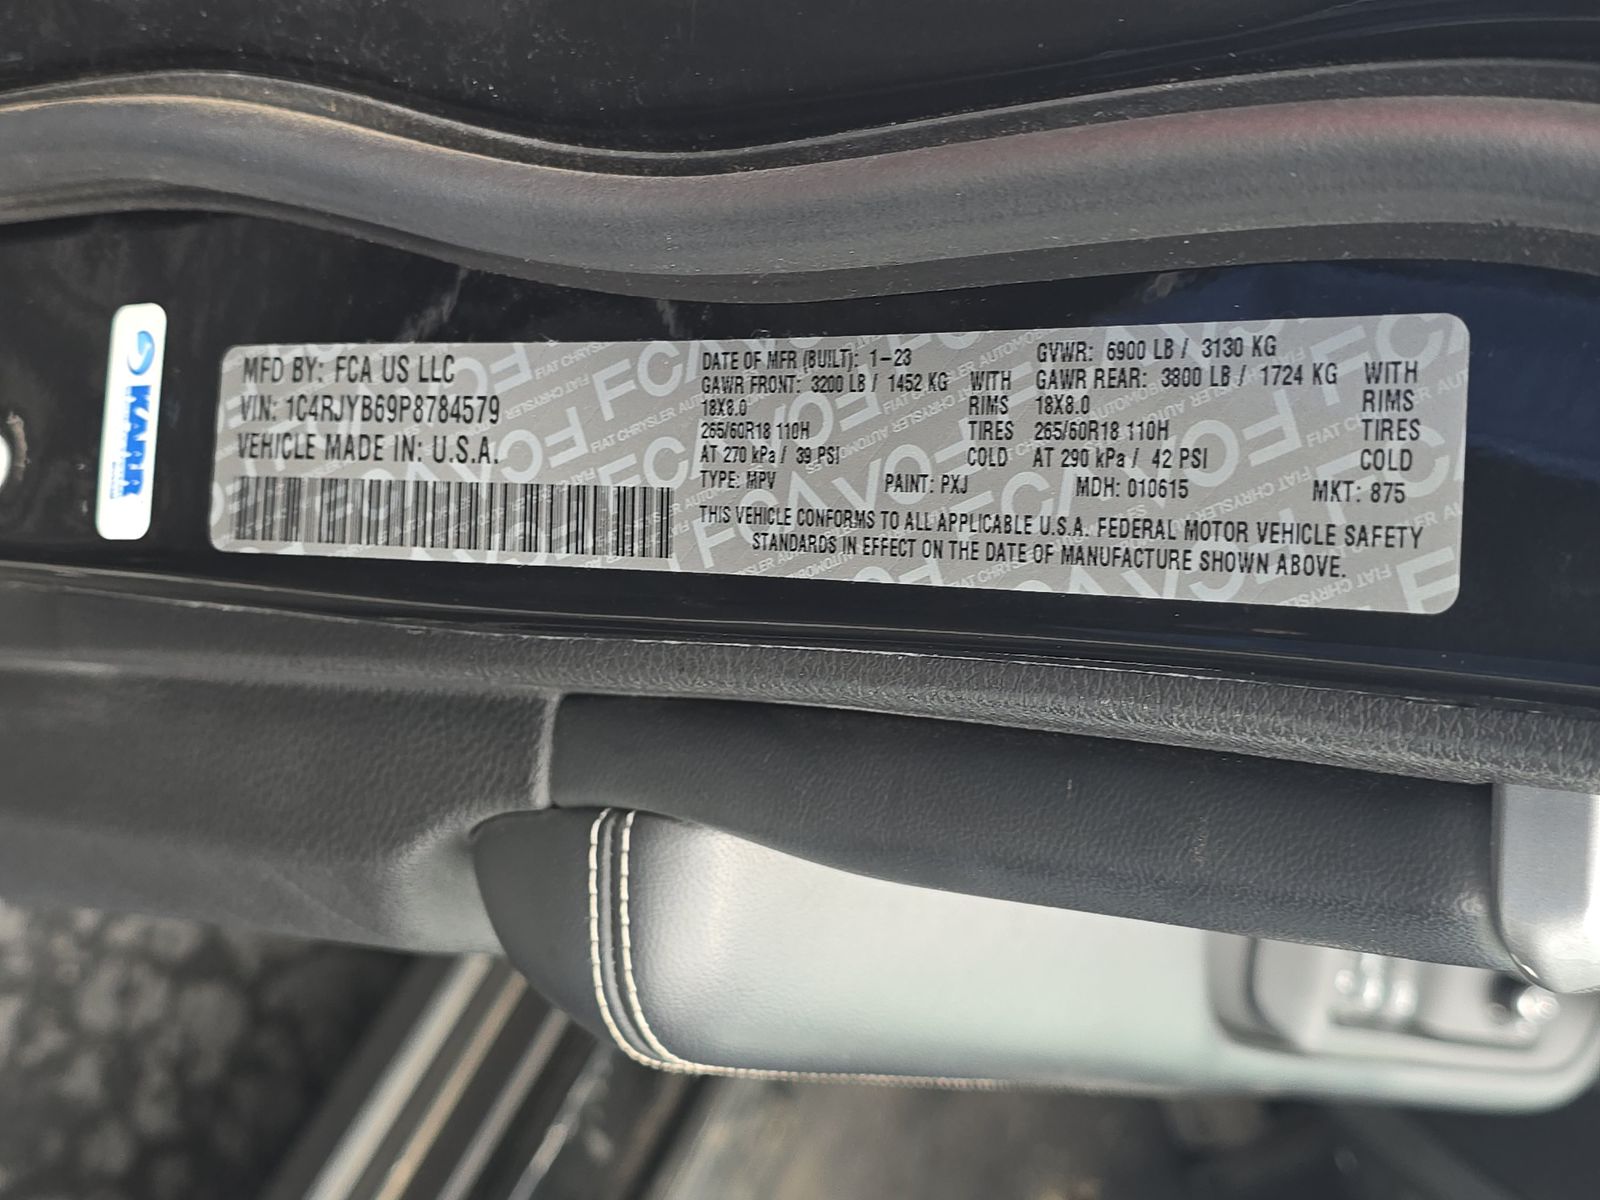 KARR
MFD BY: FCA US LLC
VIN: 1C4RJYB69P8784579
VEHICLE MADE IN: U.S.A.
DATE OF MFR (BUILT): 1-23 GVWR: 6900 LB / 3130 KG
GAWR FRONT: 3200 LB / 1452 KG WITH GAWR REAR: 3800 LB / 1724 KG WITH
18X8.0 RIMS 18X8.0 RIMS
265/60R18 110H TIRES 265/60R18 110H TIRES
AT 270 kPa / 39 PSI COLD AT 290 kPa / 42 PSI COLD
TYPE: MPV PAINT: PXJ MDH: 010615 MKT: 875
THIS VEHICLE CONFORMS TO ALL APPLICABLE U.S.A. FEDERAL MOTOR VEHICLE SAFETY
STANDARDS IN EFFECT ON THE DATE OF MANUFACTURE SHOWN ABOVE.